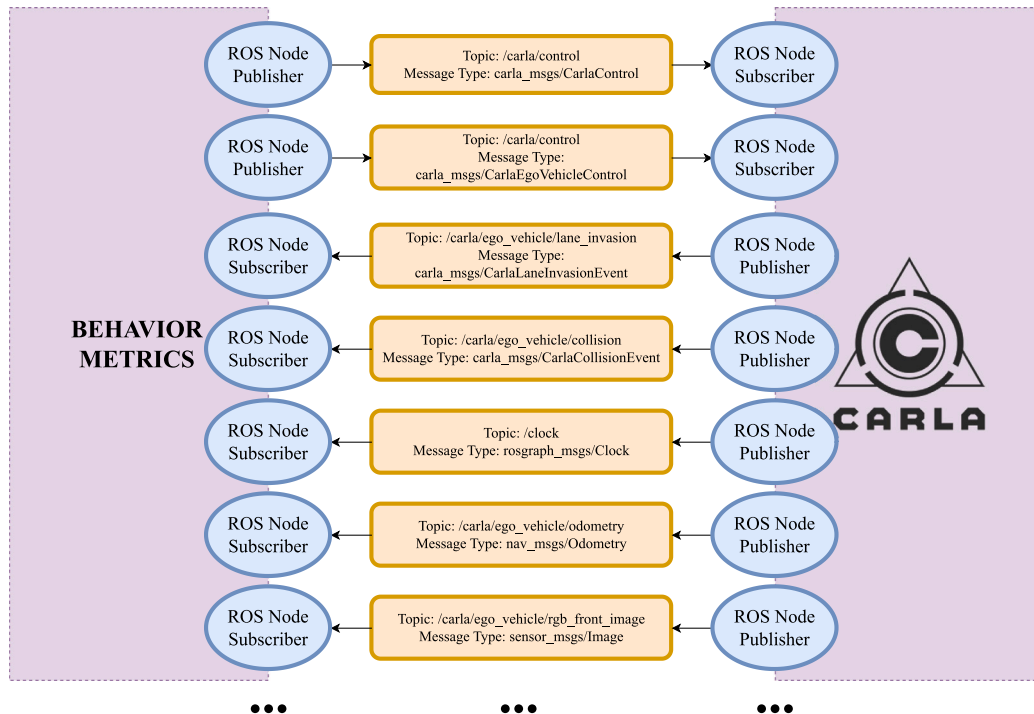 ROS Node
Publisher
Topic: /carla/control
Message Type: carla_msgs/CarlaControl
ROS Node
Subscriber
ROS Node
Publisher
Topic: /carla/control
Message Type:
carla_msgs/CarlaEgoVehicleControl
ROS Node
Subscriber
ROS Node
Subscriber
Topic: /carla/ego_vehicle/lane_invasion
Message Type:
carla_msgs/CarlaLaneInvasionEvent
ROS Node
Publisher
BEHAVIOR
METRICS
ROS Node
Subscriber
Topic: /carla/ego_vehicle/collision
Message Type: carla_msgs/CarlaCollisionEvent
ROS Node
Publisher
C
CARLA
ROS Node
Subscriber
Topic: /clock
Message Type: rosgraph_msgs/Clock
ROS Node
Publisher
ROS Node
Subscriber
Topic: /carla/ego_vehicle/odometry
Message Type: nav_msgs/Odometry
ROS Node
Publisher
ROS Node
Subscriber
Topic: /carla/ego_vehicle/rgb_front_image
Message Type: sensor_msgs/Image
ROS Node
Publisher
••• ••• •••